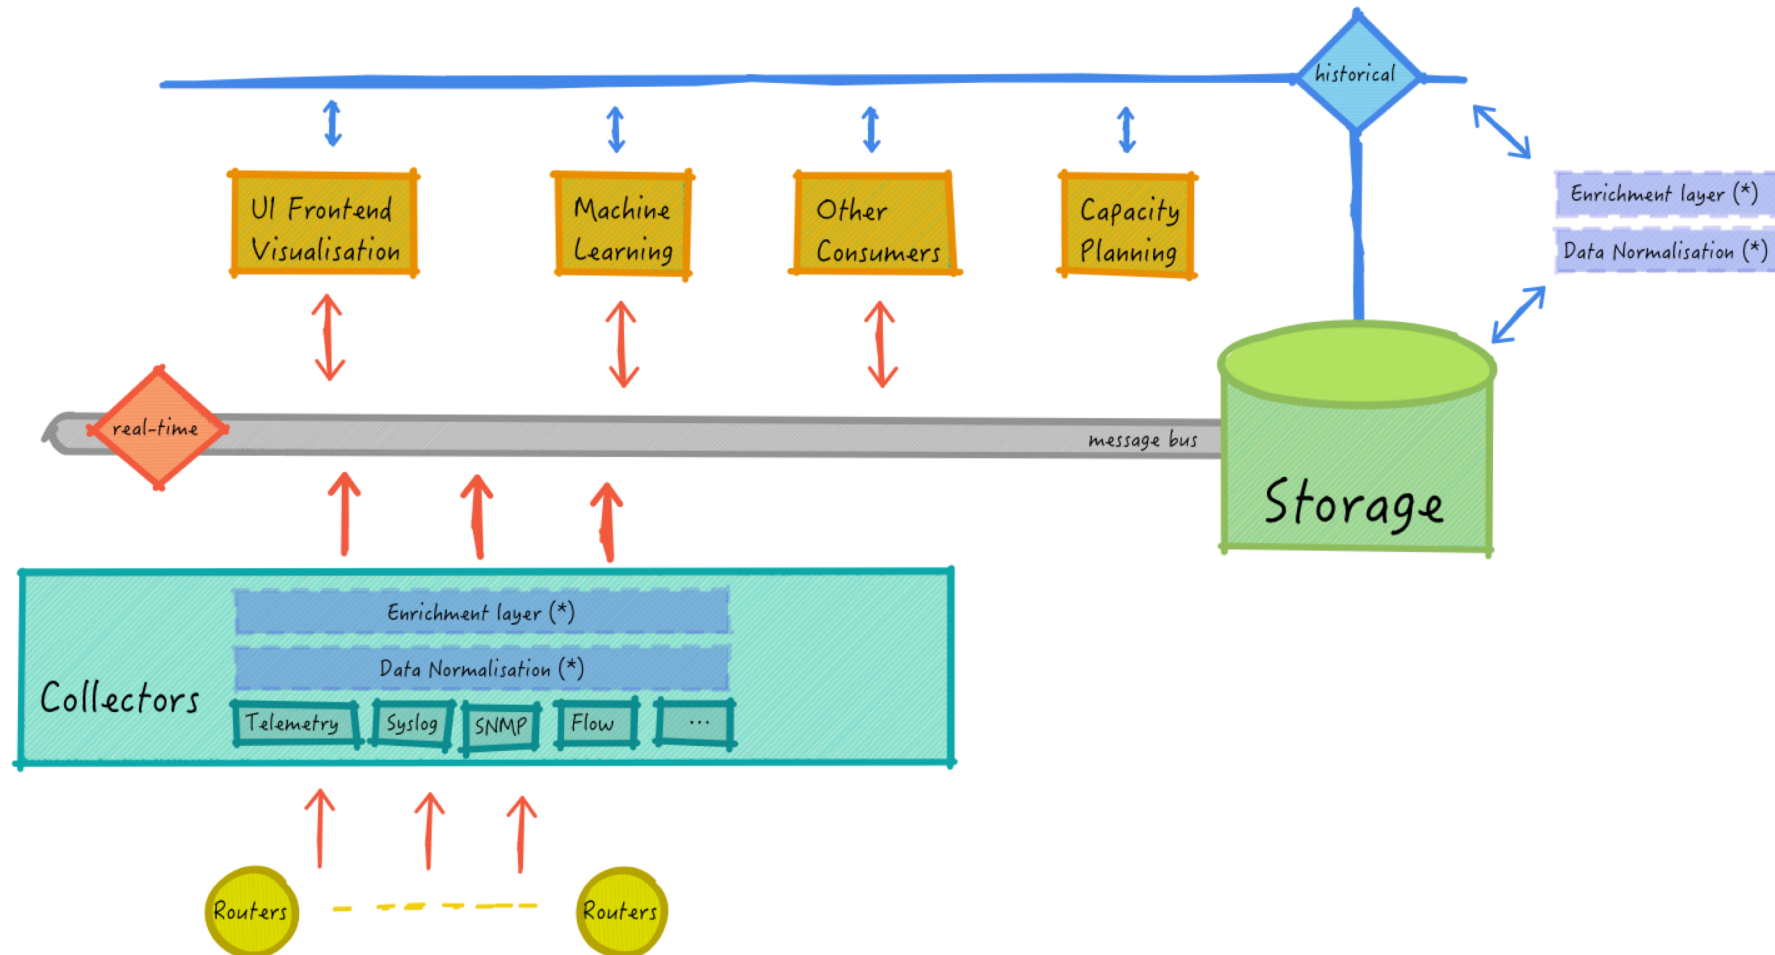 historical
Enrichment layer (*)
Data Normalisation (*)
UI Frontend
Visualisation
Machine
Learning
Other
Consumers
Capacity
Planning
real-time
message bus
Storage
Collectors
Enrichment layer (*)
Data Normalisation (*)
Telemetry
Syslog
SNMP
Flow
...
Routers
Routers